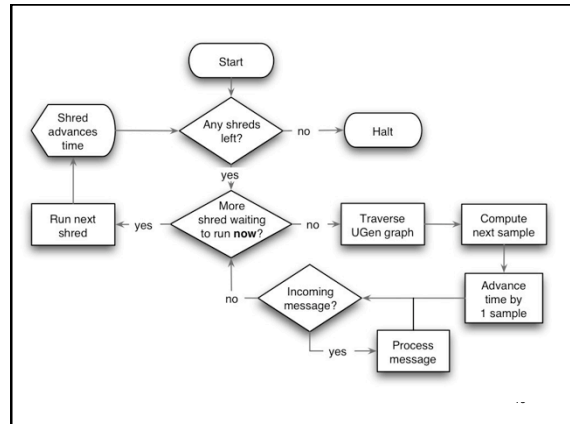 Start
Shred
advances
time
Any shreds
left?
no
Halt
yes
Run next
shred
yes
More
shred waiting
to run now?
no
Traverse
UGen graph
Compute
next sample
no
Incoming
message?
Advance
time by
1 sample
yes
Process
message